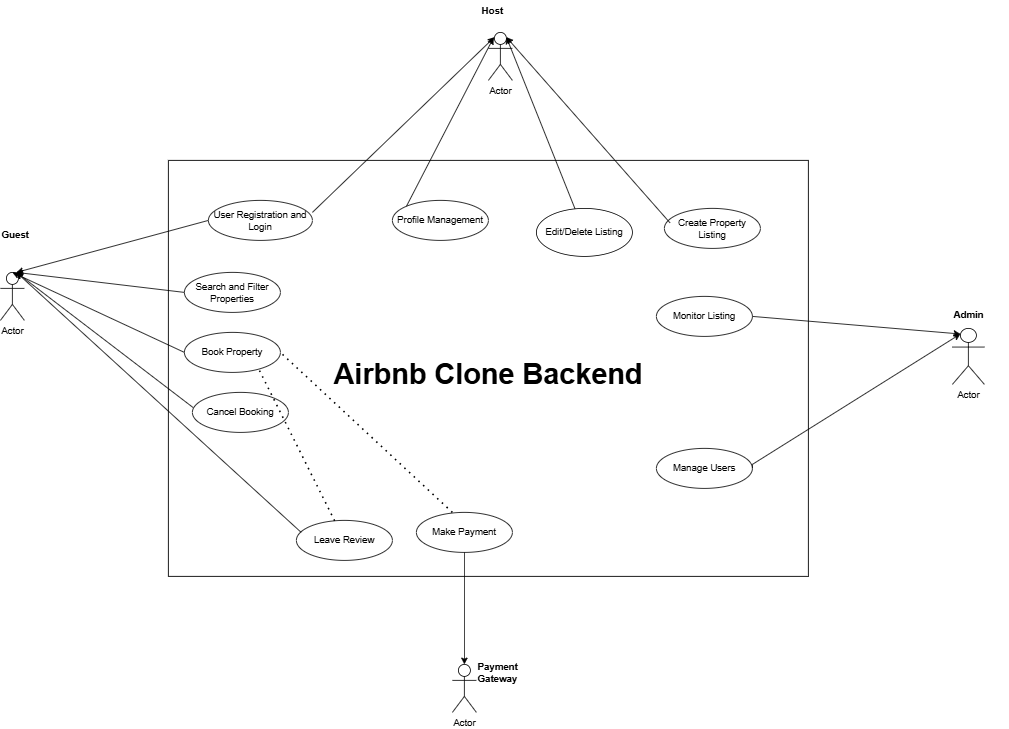 Host
Actor
User Registration and
Login
Profile Management
Edit/Delete Listing
Create Property
Listing
Guest
Actor
Search and Filter
Properties
Monitor Listing
Admin
Actor
Book Property
Airbnb Clone Backend
Cancel Booking
Manage Users
Leave Review
Make Payment
Payment
Gateway
Actor